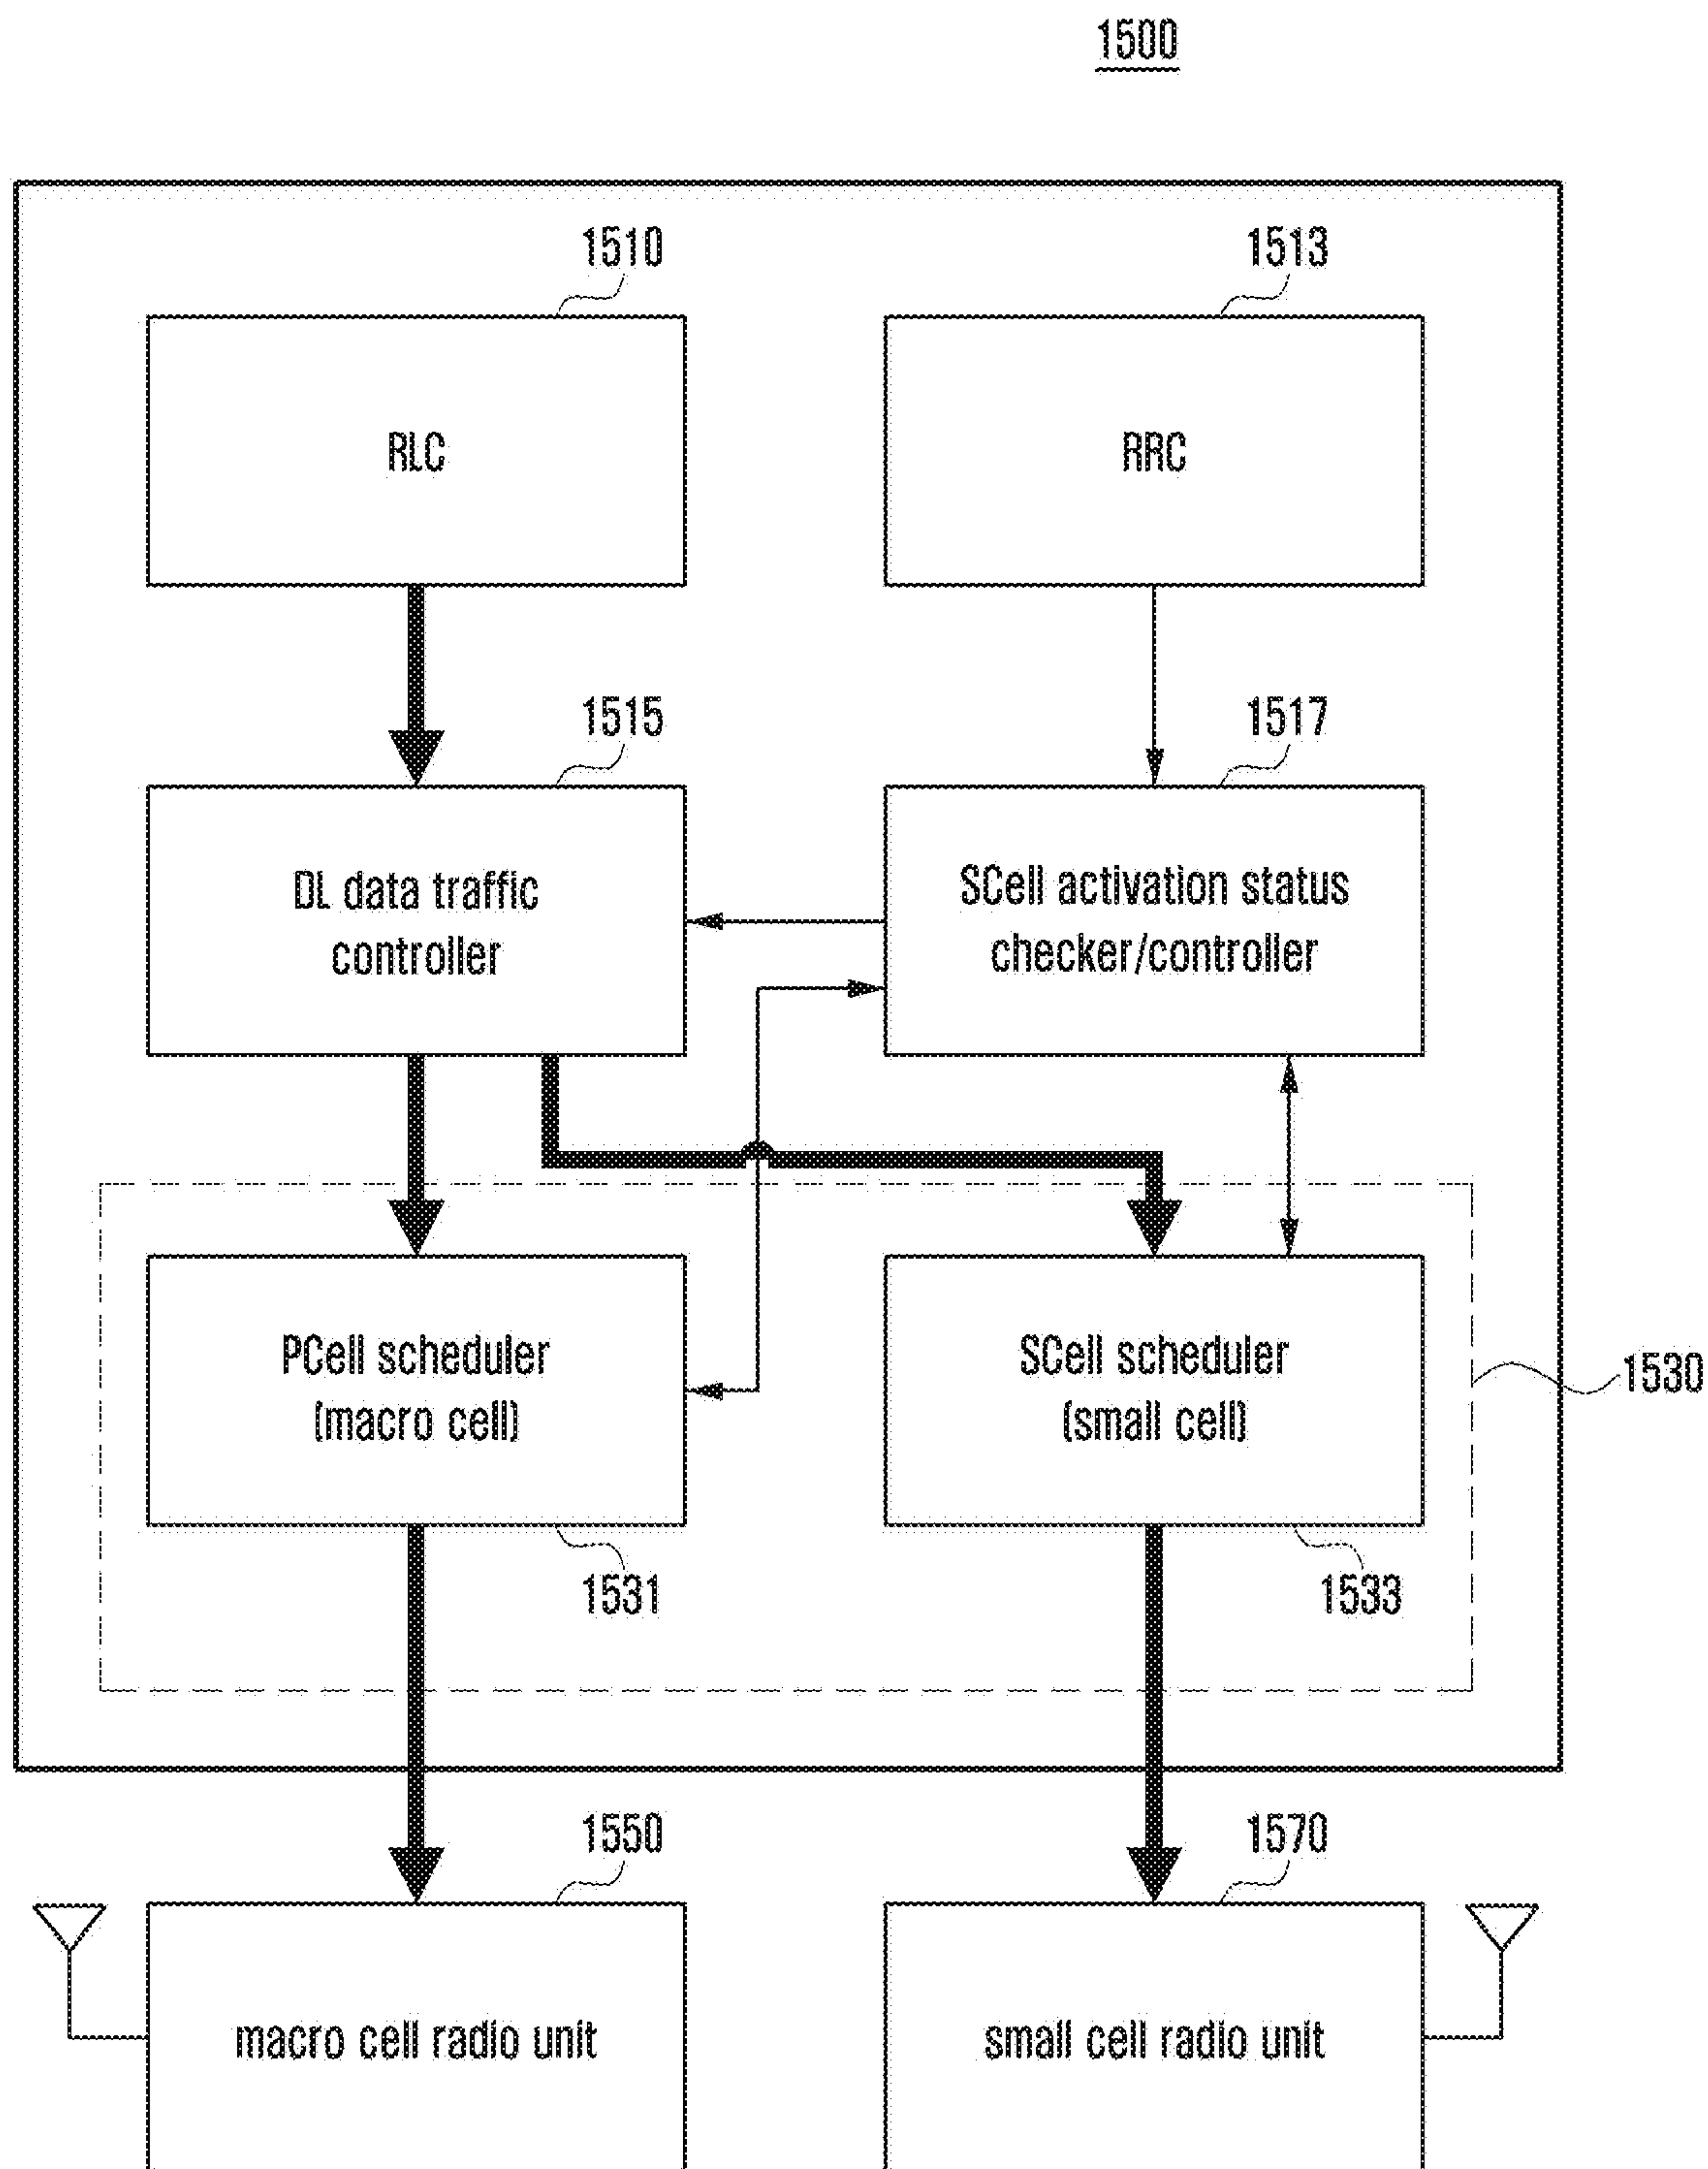 1500
1510
1513
RLC
RRC
1515
1517
DL data traffic
controller
SCell activation status
checker/controller
PCell scheduler
(macro cell)
SCell scheduler
(small cell)
1530
1531
1533
1550
1570
macro cell radio unit
small cell radio unit